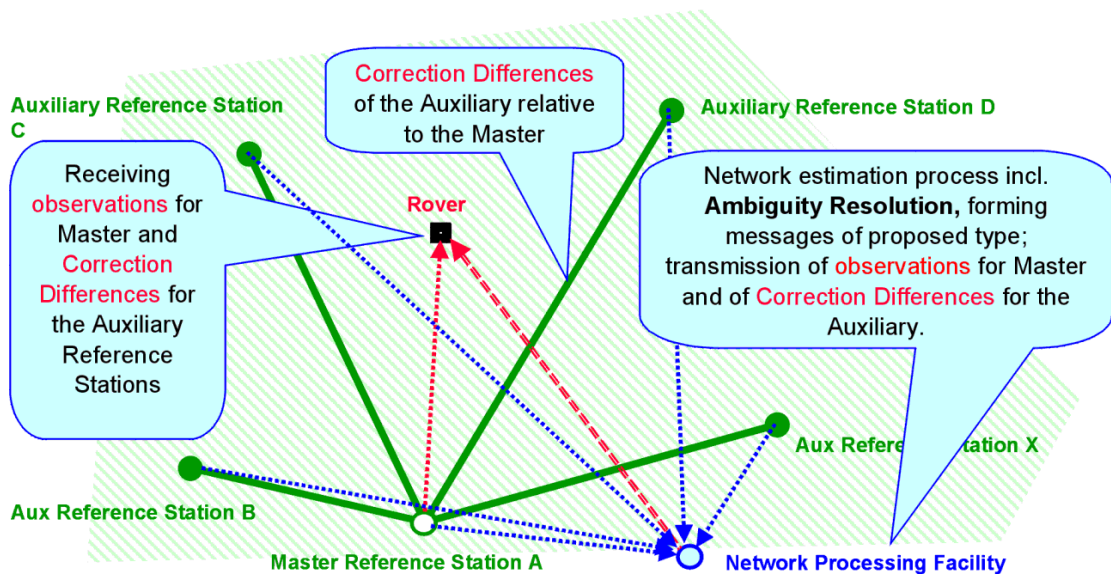 Auxiliary Reference Station
C
Correction Differences
of the Auxiliary relative
to the Master
Auxiliary Reference Station D
Receiving
observations for
Master and
Correction
Differences for
the Auxiliary
Reference
Stations
Rover
Network estimation process incl.
Ambiguity Resolution, forming
messages of proposed type;
transmission of observations for Master
and of Correction Differences for the
Auxiliary.
Aux Refe tation X
Aux Reference Station B
Master Reference Station A
Network Processing Facility